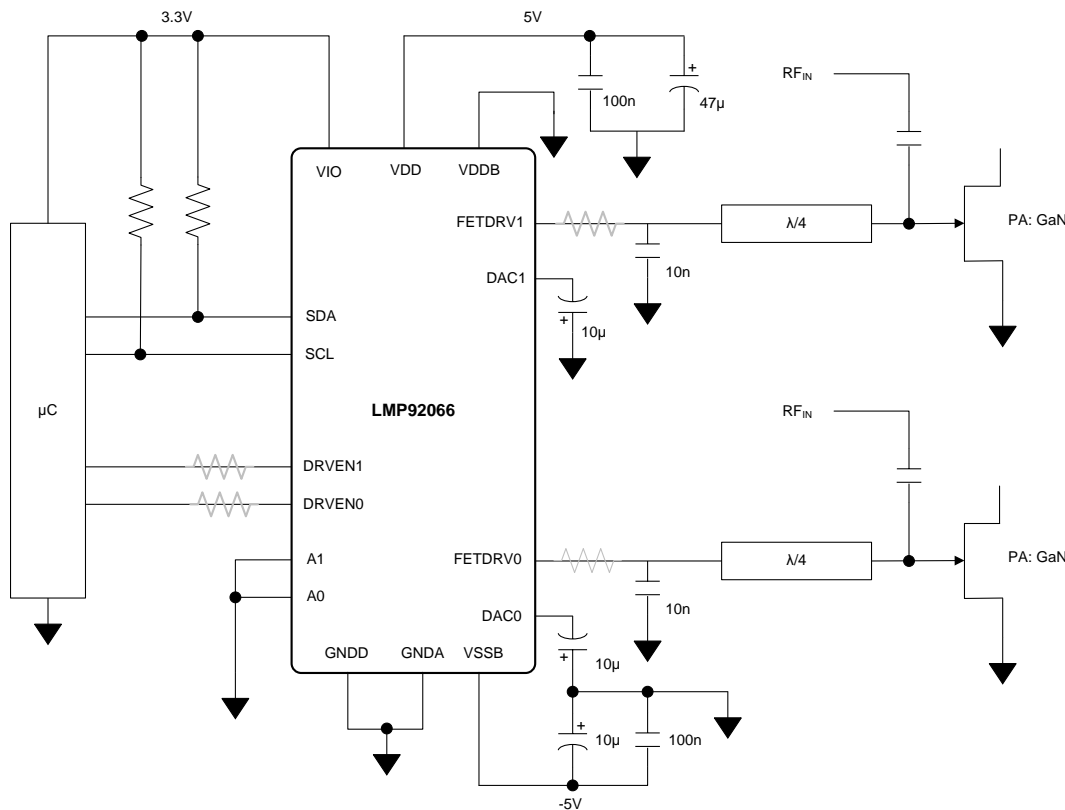 3.3V
5V
RF_IN
+
100n
47µ
VIO
VDD
VDDB
FETDRV1
λ/4
PA: GaN
10n
DAC1
+
10µ
SDA
SCL
µC
LMP92066
RF_IN
DRVEN1
DRVEN0
A1
FETDRV0
λ/4
PA: GaN
A0
10n
DAC0
GNDD
GNDA
VSSB
+
10µ
+
10µ
100n
-5V